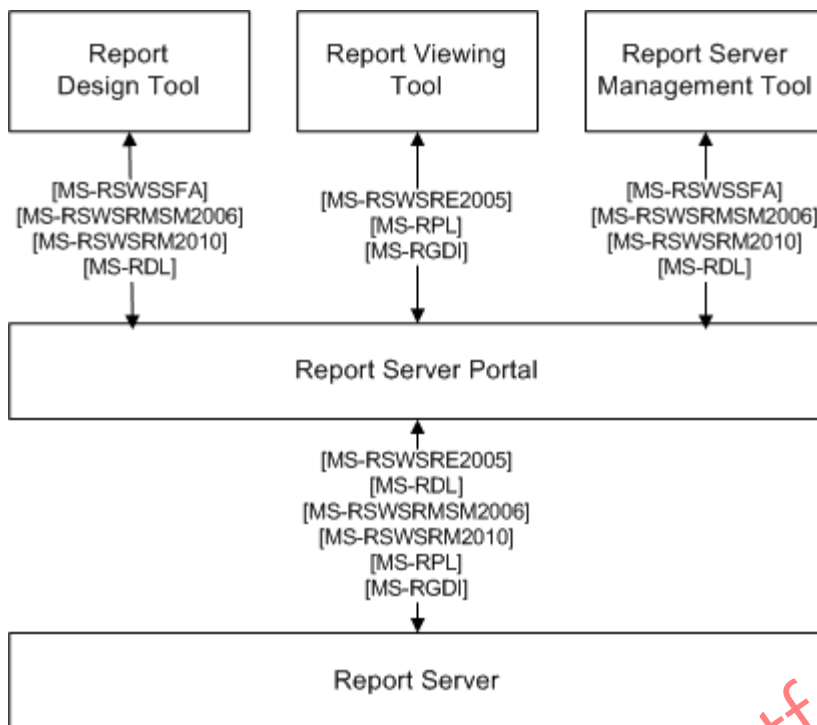 Report
Design Tool
Report Viewing
Tool
Report Server
Management Tool
[MS-RSWSSFA]
[MS-RSWSRMSM2006]
[MS-RSWSRM2010]
[MS-RDL]
[MS-RSWSRE2005]
[MS-RPL]
[MS-RGDI]
[MS-RSWSSFA]
[MS-RSWSRMSM2006]
[MS-RSWSRM2010]
[MS-RDL]
Report Server Portal
[MS-RSWSRE2005]
[MS-RDL]
[MS-RSWSRMSM2006]
[MS-RSWSRM2010]
[MS-RPL]
[MS-RGDI]
Report Server